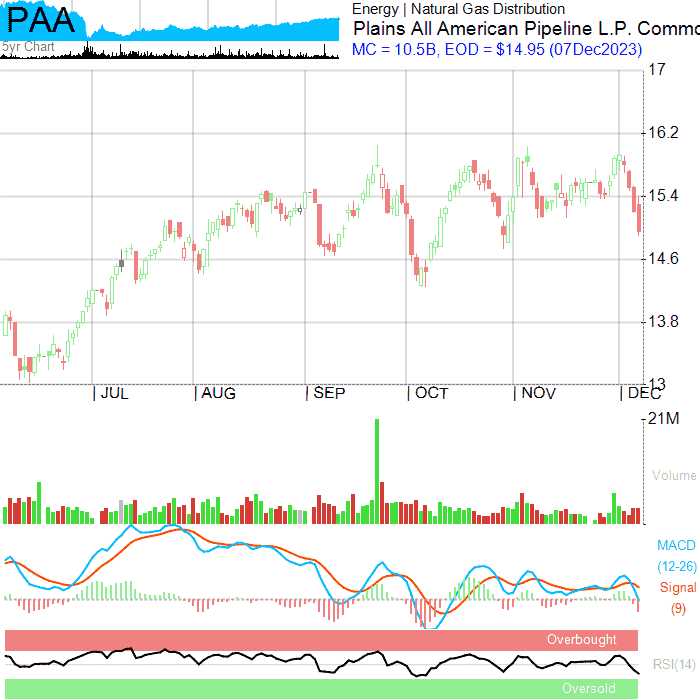 PAA
5yr Chart
Energy | Natural Gas Distribution
Plains All American Pipeline L.P. Commo
MC = 10.5B, EOD = $14.95 (07Dec2023)
17
16.2
15.4
14.6
13.8
13
| JUL | AUG | SEP | OCT | NOV | DEC
21M
Volume
MACD
(12-26)
Signal
(9)
Overbought
RSI(14)
Oversold